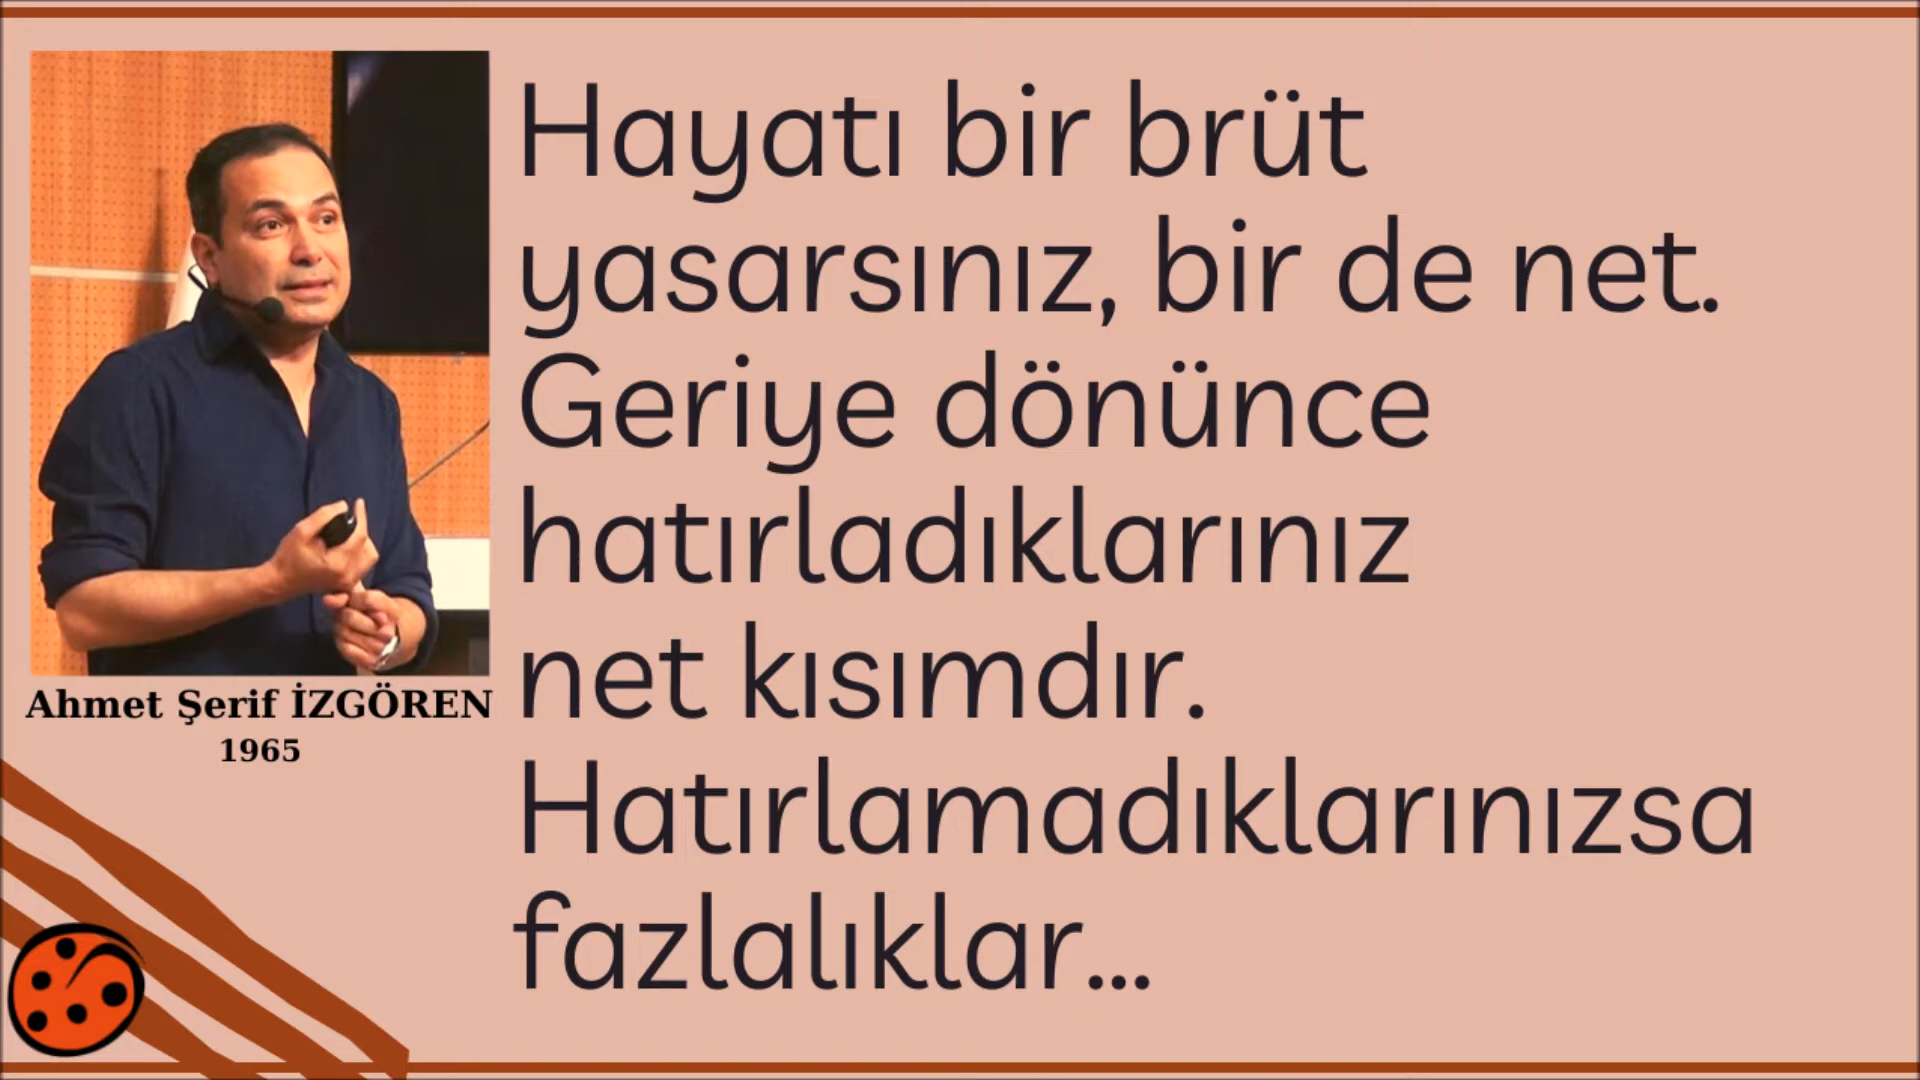 Hayatı bir brüt
yasarsınız, bir de net.
Geriye dönünce
hatırladıklarınız
net kısımdır.
Hatırlamadıklarınızsa
fazlalıklar...
Ahmet Şerif İZGÖREN
1965